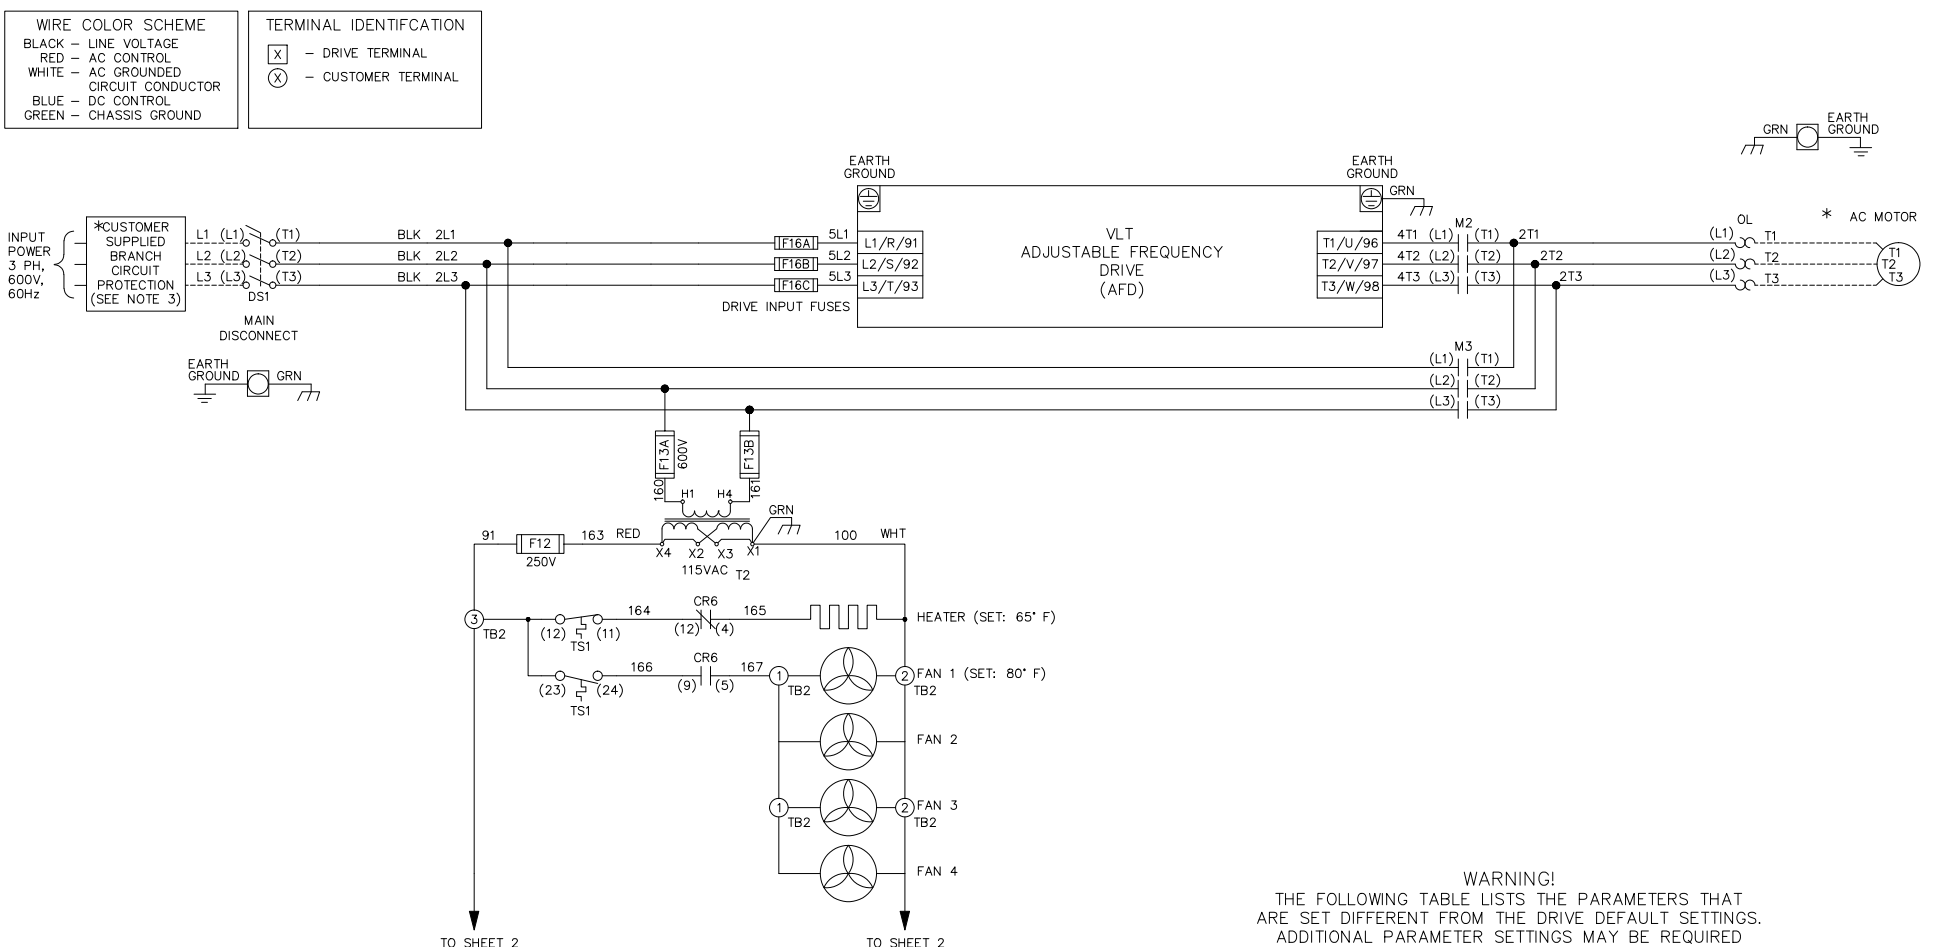 WIRE COLOR SCHEME
BLACK – LINE VOLTAGE
RED – AC CONTROL
WHITE – AC GROUNDED
CIRCUIT CONDUCTOR
BLUE – DC CONTROL
GREEN – CHASSIS GROUND
TERMINAL IDENTIFCATION
X – DRIVE TERMINAL
X – CUSTOMER TERMINAL
EARTH
GROUND
GRN
INPUT
POWER
3 PH,
600V,
60Hz
*CUSTOMER
SUPPLIED
BRANCH
CIRCUIT
PROTECTION
(SEE NOTE 3)
L1 (L1) (T1) BLK 2L1
L2 (L2) (T2) BLK 2L2
L3 (L3) (T3) BLK 2L3
DS1
MAIN
DISCONNECT
EARTH
GROUND
GRN
F16A 5L1
F16B 5L2
F16C 5L3
DRIVE INPUT FUSES
EARTH
GROUND
L1/R/91
L2/S/92
L3/T/93
VLT
ADJUSTABLE FREQUENCY
DRIVE
(AFD)
EARTH
GROUND
GRN
T1/U/96
T2/V/97
T3/W/98
M2
4T1 (L1) (T1) 2T1
4T2 (L2) (T2) 2T2
4T3 (L3) (T3) 2T3
OL
(L1) T1
(L2) T2
(L3) T3
* AC MOTOR
T1
T2
T3
M3
(L1) (T1)
(L2) (T2)
(L3) (T3)
F13A
600V
F13B
160
161
H1 H4
GRN
91 F12 163 RED
250V
X4 X2 X3 X1
115VAC T2
100 WHT
3
TB2
(12) (11)
TS1
164
CR6
(12) (4)
165
HEATER (SET: 65° F)
(23) (24)
TS1
166
CR6
(9) (5)
167
1
TB2
2 FAN 1 (SET: 80° F)
TB2
FAN 2
1
TB2
2 FAN 3
TB2
FAN 4
TO SHEET 2
TO SHEET 2
WARNING!
THE FOLLOWING TABLE LISTS THE PARAMETERS THAT
ARE SET DIFFERENT FROM THE DRIVE DEFAULT SETTINGS.
ADDITIONAL PARAMETER SETTINGS MAY BE REQUIRED